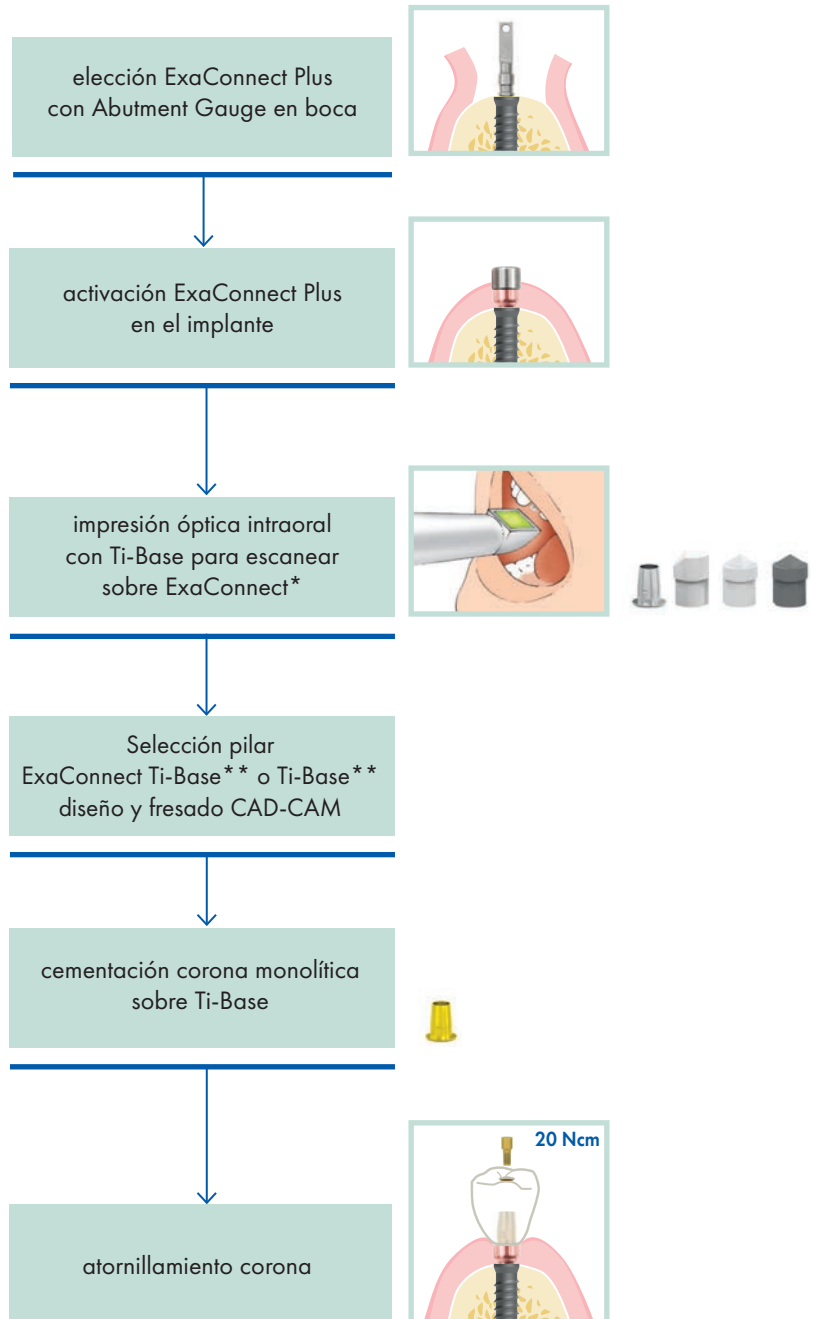 elección ExaConnect Plus
con Abutment Gauge en boca
activación ExaConnect Plus
en el implante
impresión óptica intraoral
con Ti-Base para escanear
sobre ExaConnect*
Selección pilar
ExaConnect Ti-Base** o Ti-Base**
diseño y fresado CAD-CAM
cementación corona monolítica
sobre Ti-Base
20 Ncm
atornillamiento corona